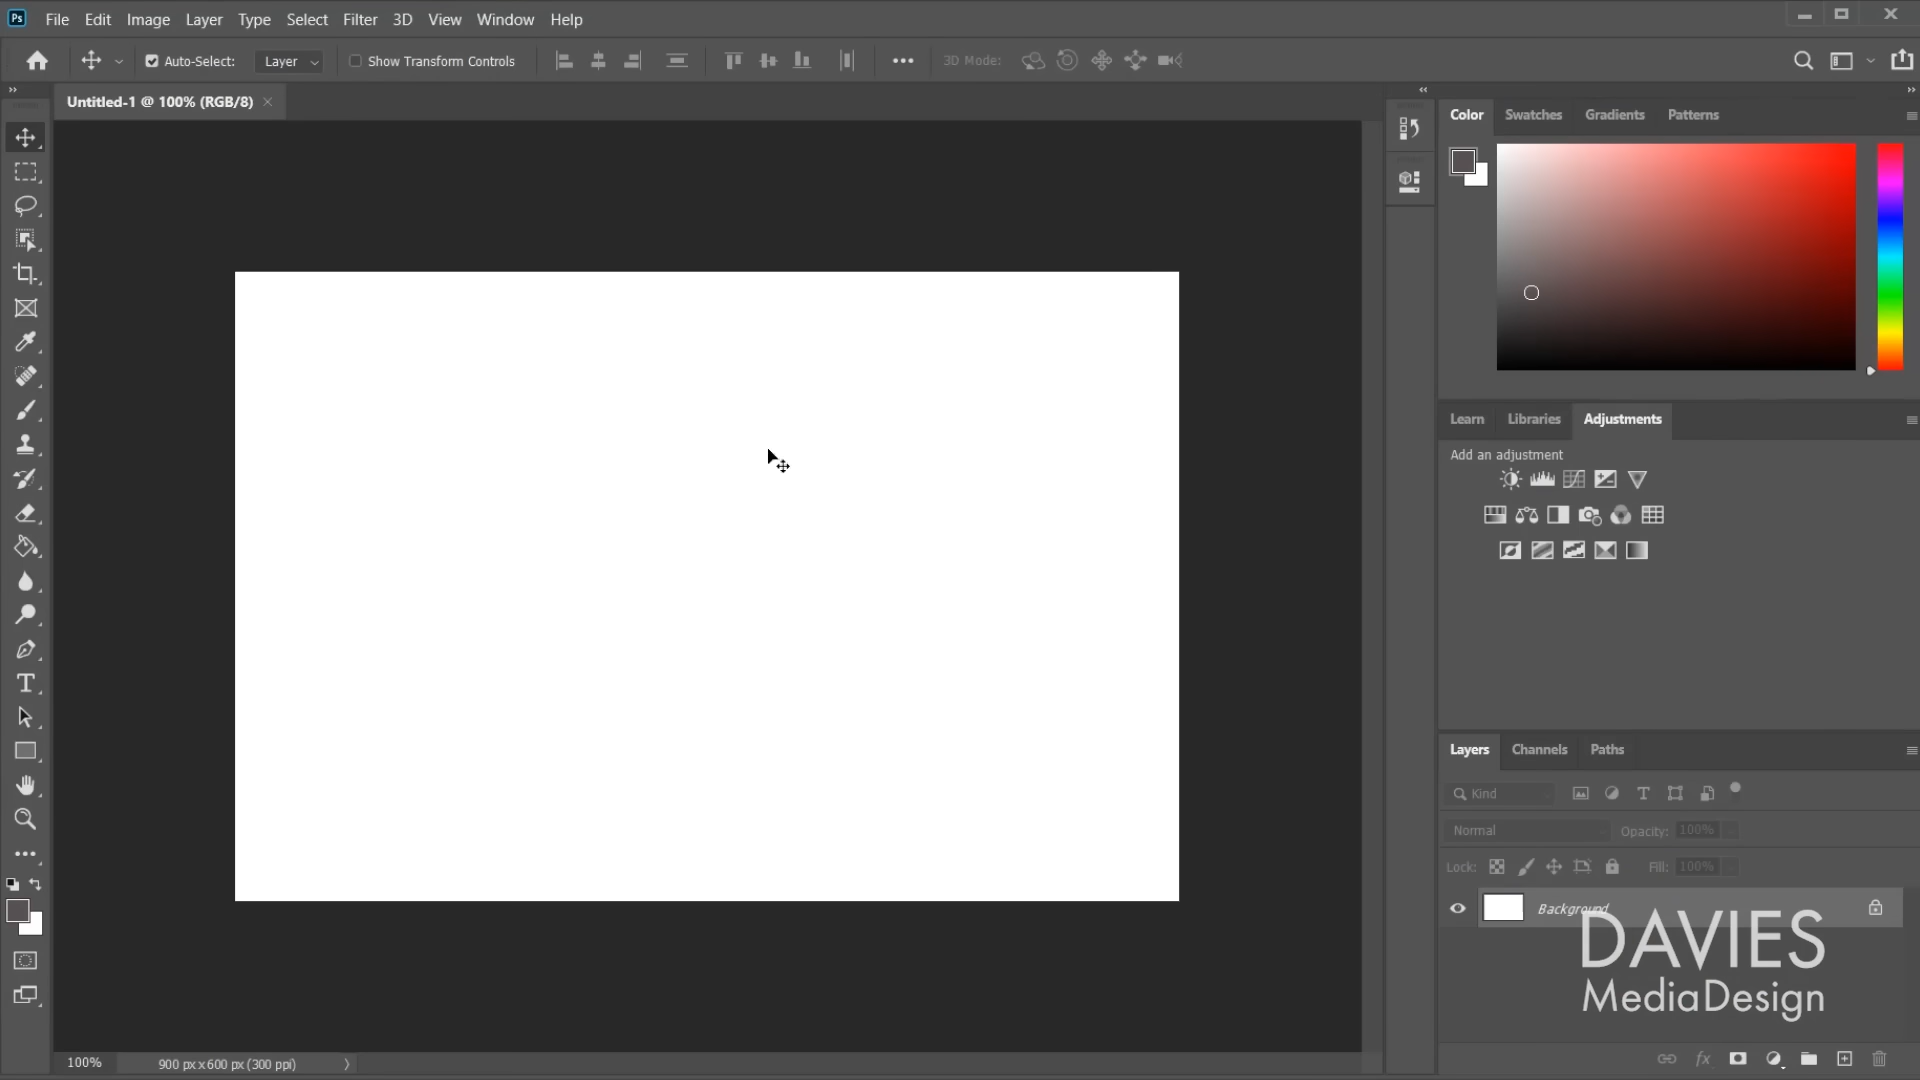 Ps File Edit Image Layer Type Select Filter 3D View Window Help
Auto-Select: Layer Show Transform Controls 3D Mode:
Untitled-1 @ 100% (RGB/8)
Color Swatches Gradients Patterns
Learn Libraries Adjustments
Add an adjustment
Layers Channels Paths
Kind
Normal Opacity: 100%
Lock: Fill: 100%
Background
DAVIES
MediaDesign
fx
100% 900 px x 600 px (300 ppi)